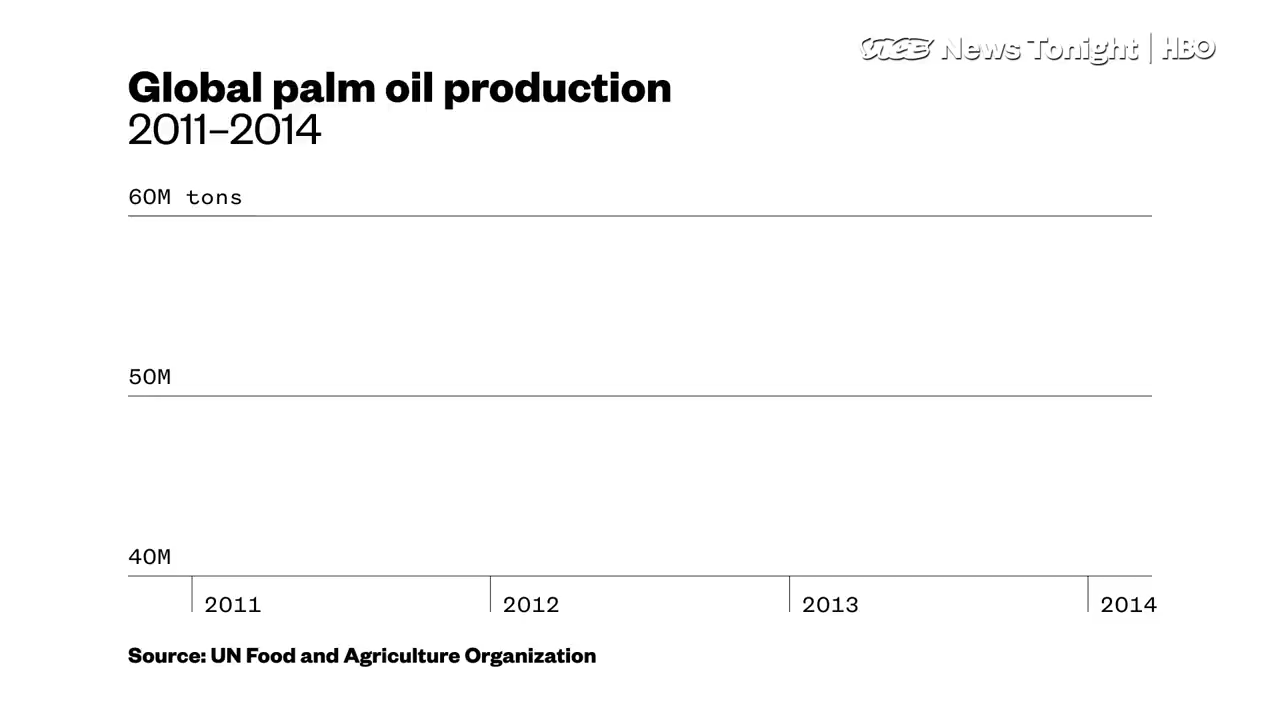 VICE News Tonight | HBO
Global palm oil production
2011–2014
60M tons
50M
40M
2011 2012 2013 2014
Source: UN Food and Agriculture Organization